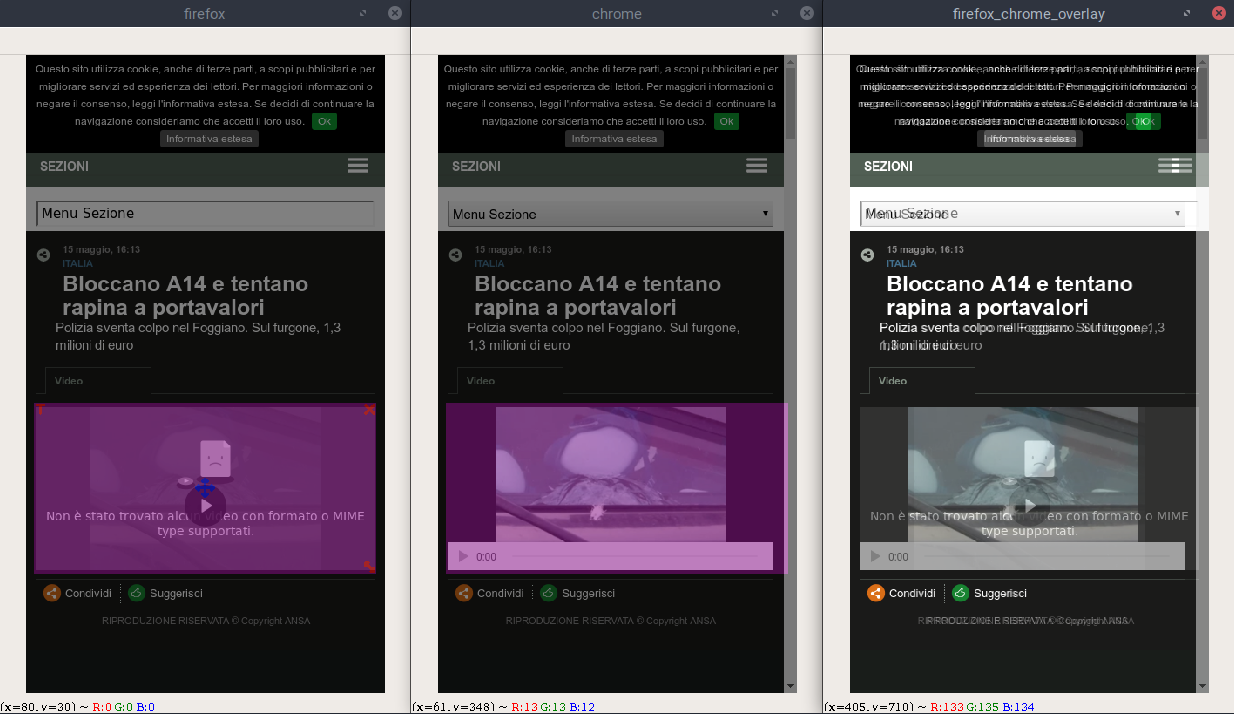 firefox
Questo sito utilizza cookie, anche di terze parti, a scopi pubblicitari e per
migliorare servizi ed esperienza dei lettori. Per maggiori informazioni o
negare il consenso, leggi l'informativa estesa. Se decidi di continuare la
navigazione consideriamo che accetti il loro uso. Ok
Informativa estesa
SEZIONI
Menu Sezione
15 maggio, 16:13
ITALIA
Bloccano A14 e tentano
rapina a portavalori
Polizia sventa colpo nel Foggiano. Sul furgone, 1,3
milioni di euro
Video
Non è stato trovato alcun video con formato o MIME
type supportati.
Condividi Suggerisci
RIPRODUZIONE RISERVATA © Copyright ANSA
(x=80, y=30) ~ R:0 G:0 B:0
chrome
Questo sito utilizza cookie, anche di terze parti, a scopi pubblicitari e per
migliorare servizi ed esperienza dei lettori. Per maggiori informazioni o
negare il consenso, leggi l'informativa estesa. Se decidi di continuare la
navigazione consideriamo che accetti il loro uso. Ok
Informativa estesa
SEZIONI
Menu Sezione
15 maggio, 16:13
ITALIA
Bloccano A14 e tentano
rapina a portavalori
Polizia sventa colpo nel Foggiano. Sul furgone,
1,3 milioni di euro
Video
0:00
Condividi Suggerisci
RIPRODUZIONE RISERVATA © Copyright ANSA
(x=61, y=348) ~ R:13 G:13 B:12
firefox_chrome_overlay
SEZIONI
Menu Sezione
15 maggio, 16:13
ITALIA
Bloccano A14 e tentano
rapina a portavalori
Polizia sventa
Video
Non è stato trovato alcun video con formato o MIME
type supportati.
0:00
Condividi Suggerisci
(x=405, y=710) ~ R:133 G:135 B:134